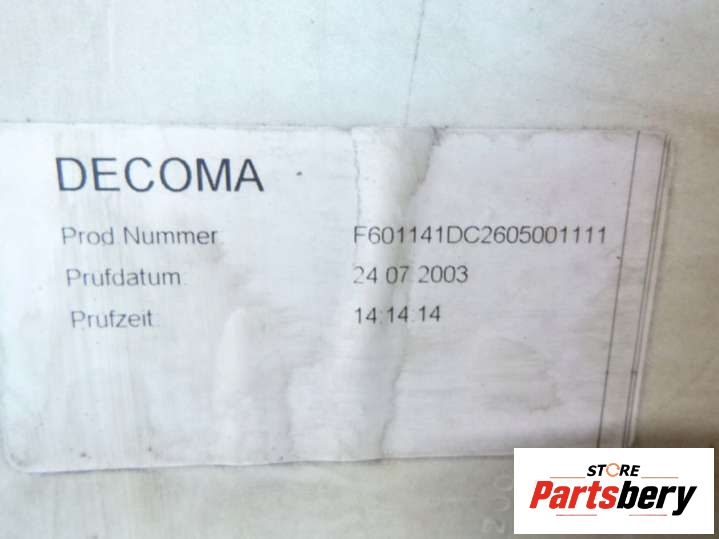 DECOMA
Prod Nummer: F601141DC2605001111
Prufdatum: 24 07 2003
Prufzeit: 14:14:14
STORE
Partsbery